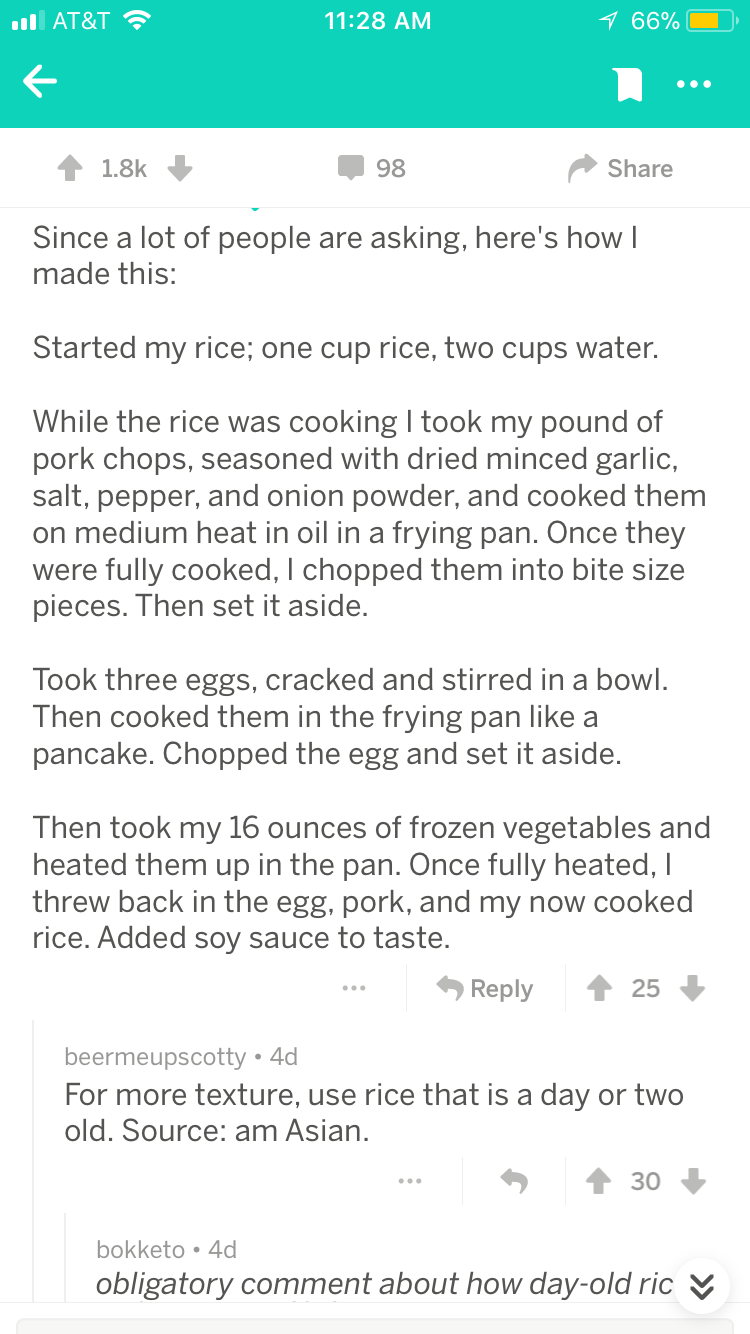 AT&T 11:28 AM 66%
1.8k 98 Share
Since a lot of people are asking, here's how I
made this:
Started my rice; one cup rice, two cups water.
While the rice was cooking I took my pound of
pork chops, seasoned with dried minced garlic,
salt, pepper, and onion powder, and cooked them
on medium heat in oil in a frying pan. Once they
were fully cooked, I chopped them into bite size
pieces. Then set it aside.
Took three eggs, cracked and stirred in a bowl.
Then cooked them in the frying pan like a
pancake. Chopped the egg and set it aside.
Then took my 16 ounces of frozen vegetables and
heated them up in the pan. Once fully heated, I
threw back in the egg, pork, and my now cooked
rice. Added soy sauce to taste.
Reply 25
beermeupscotty • 4d
For more texture, use rice that is a day or two
old. Source: am Asian.
30
bokketo • 4d
obligatory comment about how day-old ric